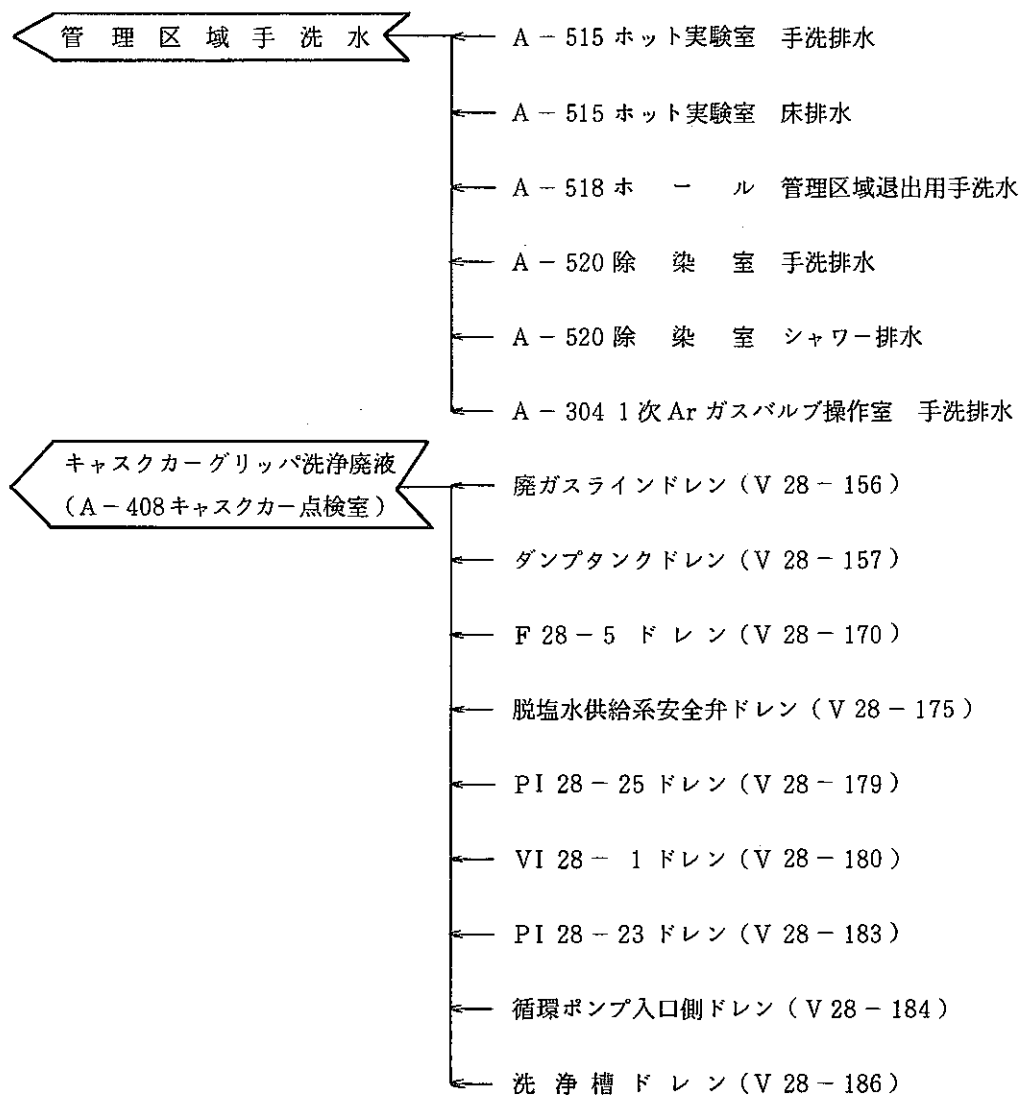 管理区域手洗水
A-515 ホット実験室 手洗排水
A-515 ホット実験室 床排水
A-518 ホール 管理区域退出用手洗水
A-520 除染室 手洗排水
A-520 除染室 シャワー排水
A-304 1次Arガスバルブ操作室 手洗排水
キャスクカーグリッパ洗浄廃液
(A-408キャスクカー点検室)
廃ガスラインドレン(V 28-156)
ダンプタンクドレン(V 28-157)
F 28-5 ドレン(V 28-170)
脱塩水供給系安全弁ドレン(V 28-175)
PI 28-25 ドレン(V 28-179)
VI 28-1 ドレン(V 28-180)
PI 28-23 ドレン(V 28-183)
循環ポンプ入口側ドレン(V 28-184)
洗浄槽ドレン(V 28-186)